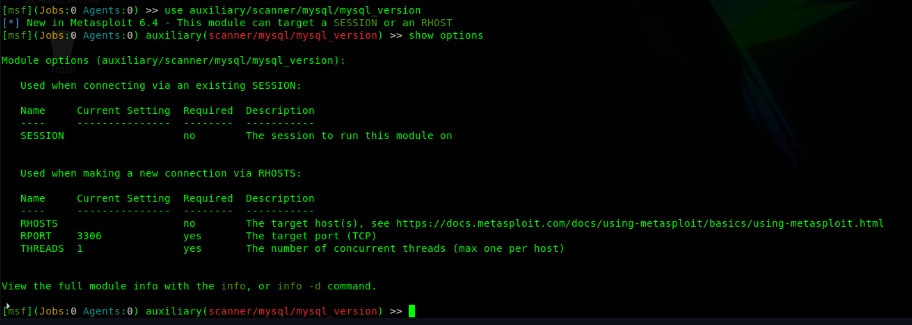 [msf](Jobs:0 Agents:0) >> use auxiliary/scanner/mysql/mysql_version
[*] New in Metasploit 6.4 - This module can target a SESSION or an RHOST
[msf](Jobs:0 Agents:0) auxiliary(scanner/mysql/mysql_version) >> show options

Module options (auxiliary/scanner/mysql/mysql_version):

   Used when connecting via an existing SESSION:

   Name     Current Setting  Required  Description
   ----     ---------------  --------  -----------
   SESSION                   no        The session to run this module on


   Used when making a new connection via RHOSTS:

   Name     Current Setting  Required  Description
   ----     ---------------  --------  -----------
   RHOSTS                    no        The target host(s), see https://docs.metasploit.com/docs/using-metasploit/basics/using-metasploit.html
   RPORT    3306             yes       The target port (TCP)
   THREADS  1                yes       The number of concurrent threads (max one per host)


View the full module info with the info, or info -d command.

[msf](Jobs:0 Agents:0) auxiliary(scanner/mysql/mysql_version) >>